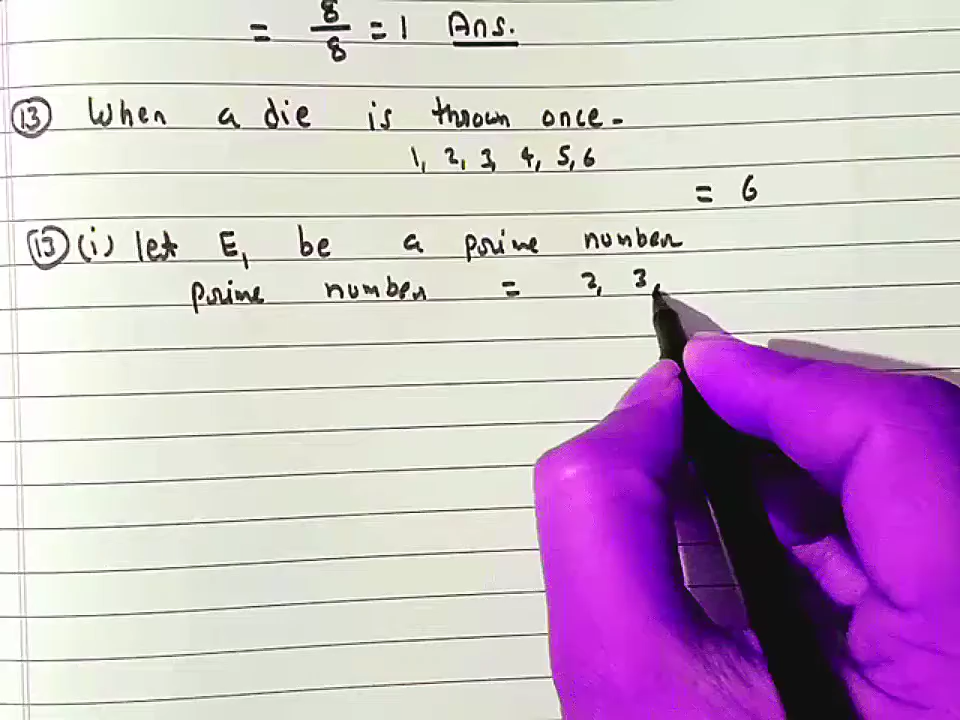 = 8/8 = 1 Ans.
(13) When a die is thrown once.
1, 2, 3, 4, 5, 6
= 6
(13) (i) let E1 be a prime number
prime number = 2, 3,